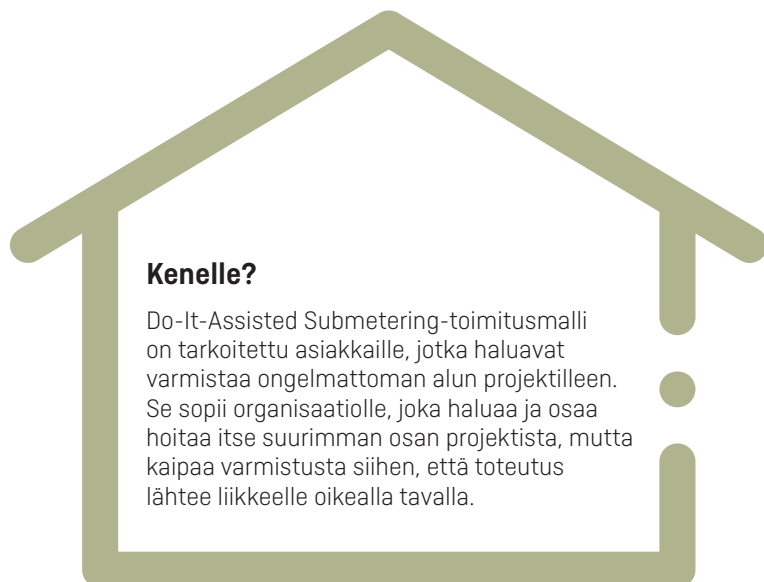 Kenelle?
Do-It-Assisted Submetering-toimitusmalli
on tarkoitettu asiakkaille, jotka haluavat
varmistaa ongelmattoman alun projektilleen.
Se sopii organisaatiolle, joka haluaa ja osaa
hoitaa itse suurimman osan projektista, mutta
kaipaa varmistusta siihen, että toteutus
lähtee liikkeelle oikealla tavalla.